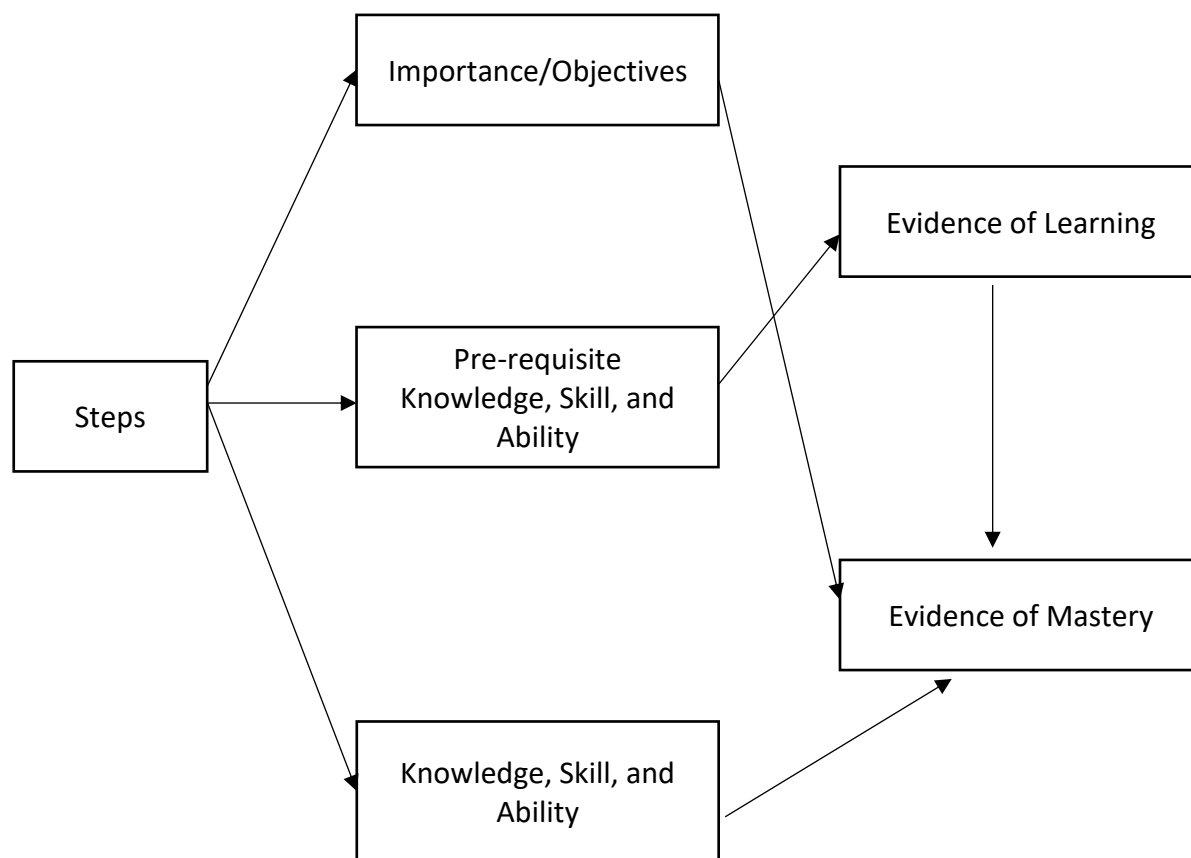 Importance/Objectives
Evidence of Learning
Pre-requisite
Knowledge, Skill, and
Ability
Steps
Evidence of Mastery
Knowledge, Skill, and
Ability